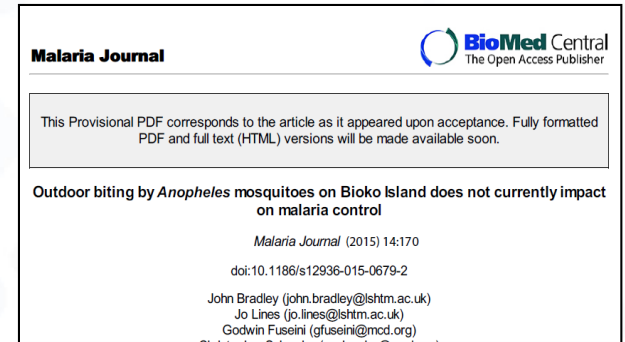 Malaria Journal
BioMed Central
The Open Access Publisher
This Provisional PDF corresponds to the article as it appeared upon acceptance. Fully formatted
PDF and full text (HTML) versions will be made available soon.
Outdoor biting by Anopheles mosquitoes on Bioko Island does not currently impact
on malaria control
Malaria Journal (2015) 14:170
doi:10.1186/s12936-015-0679-2
John Bradley (john.bradley@lshtm.ac.uk)
Jo Lines (jo.lines@lshtm.ac.uk)
Godwin Fuseini (gfuseini@mcd.org)